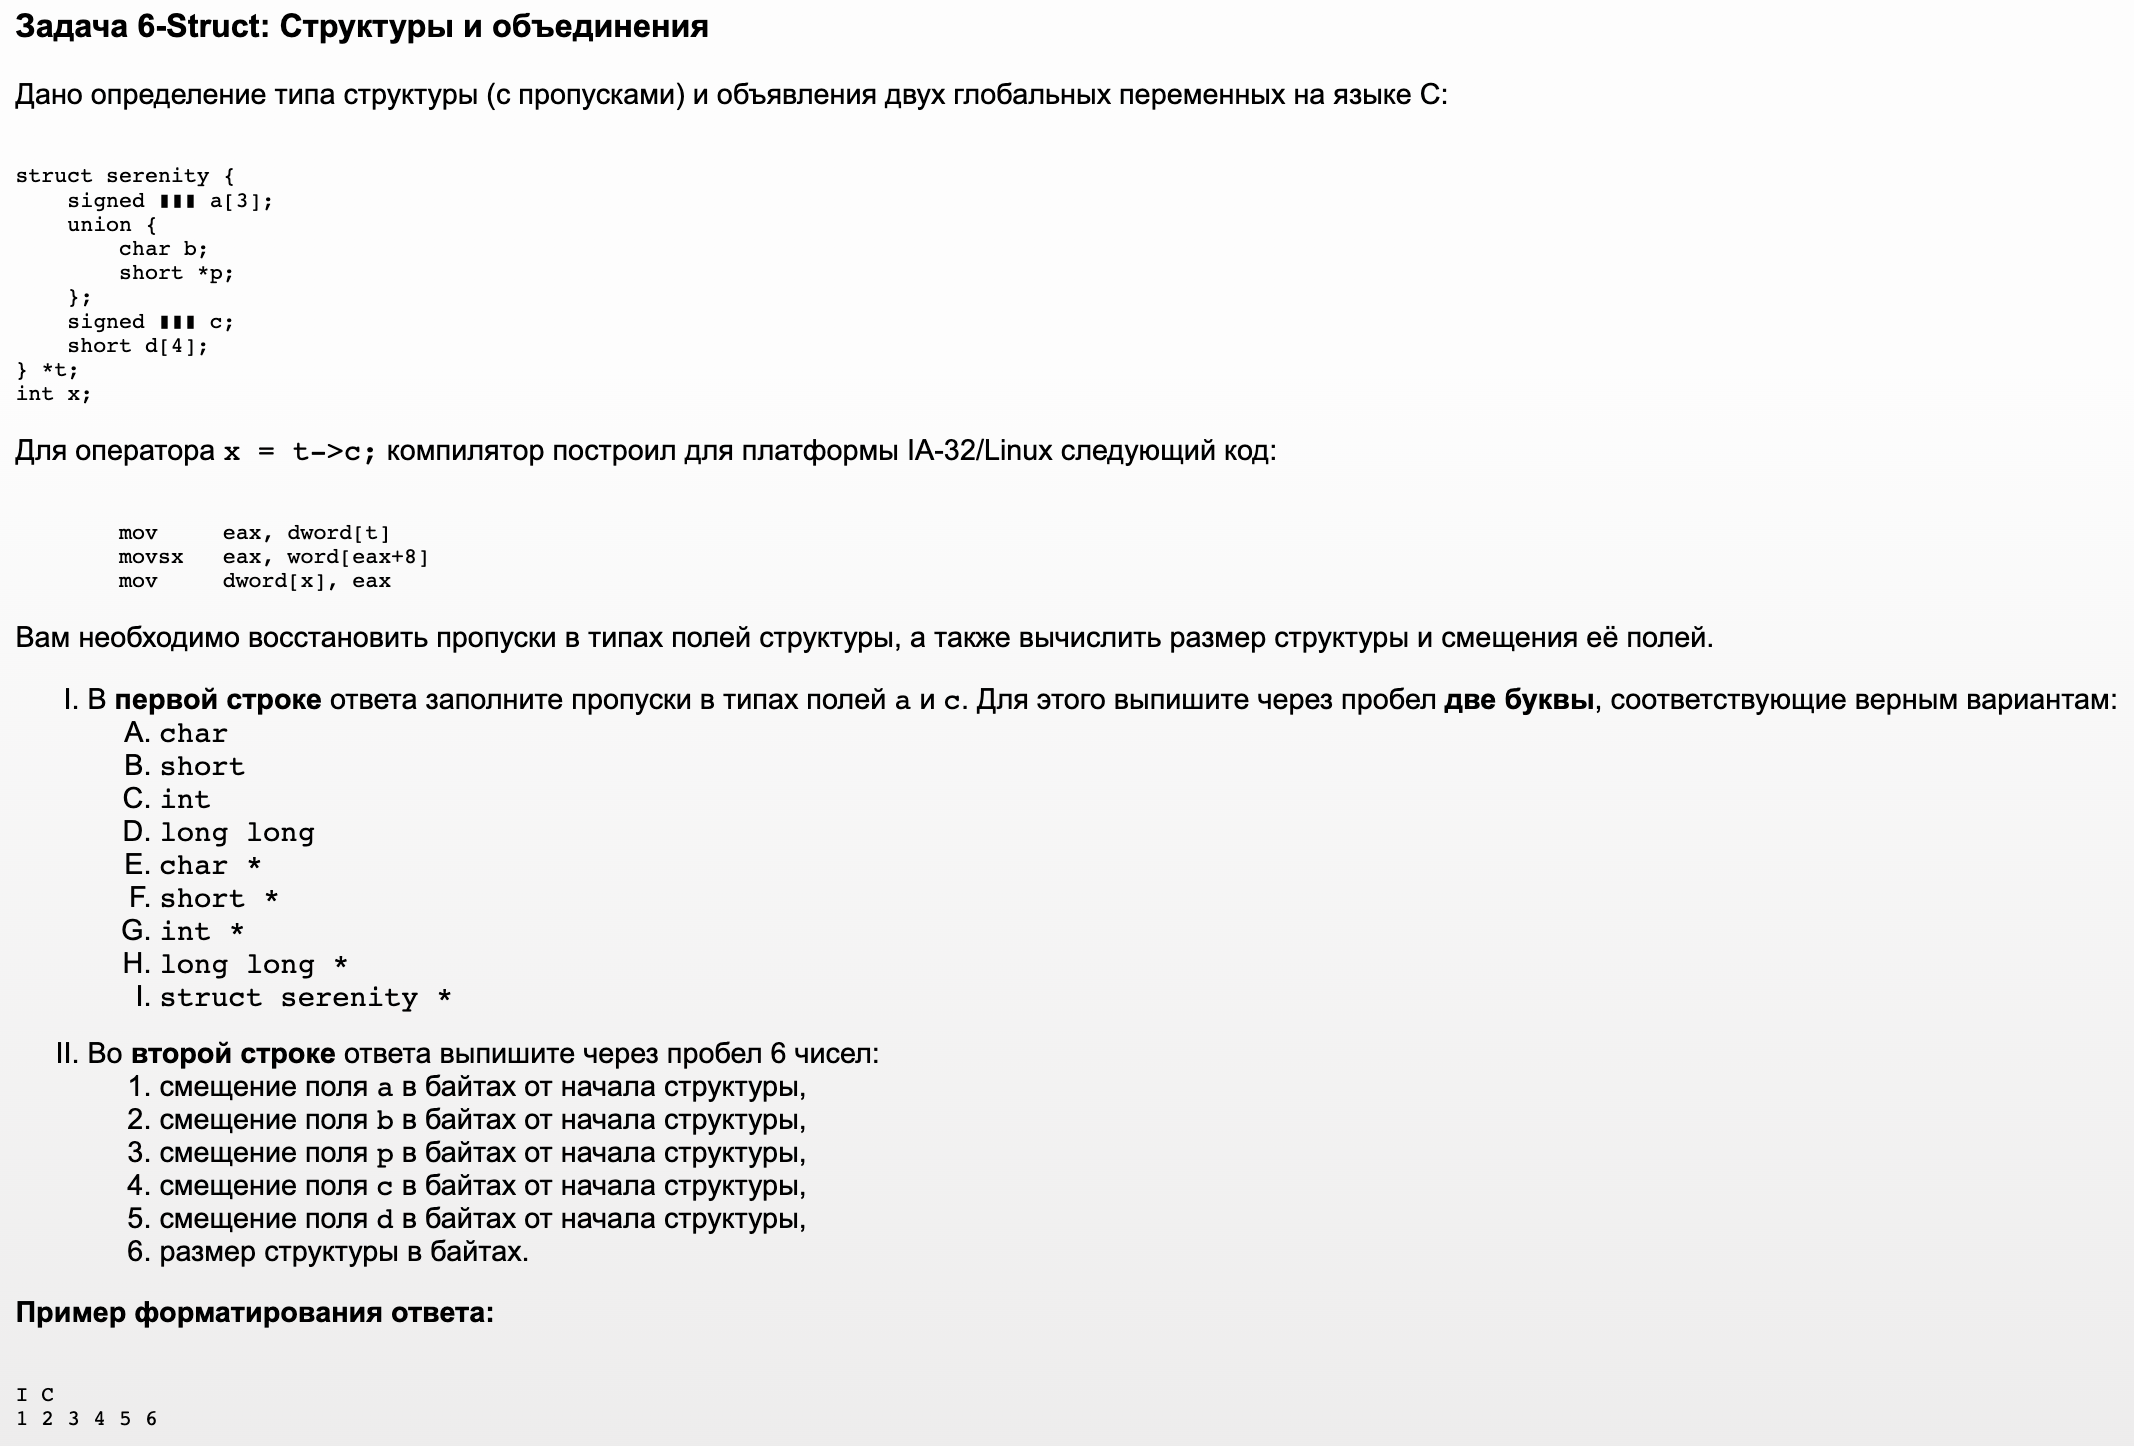 Задача 6-Struct: Структуры и объединения
Дано определение типа структуры (с пропусками) и объявления двух глобальных переменных на языке C:
struct serenity {
    signed ▮▮▮ a[3];
    union {
        char b;
        short *p;
    };
    signed ▮▮▮ c;
    short d[4];
} *t;
int x;
Для оператора x = t->c; компилятор построил для платформы IA-32/Linux следующий код:
        mov     eax, dword[t]
        movsx   eax, word[eax+8]
        mov     dword[x], eax
Вам необходимо восстановить пропуски в типах полей структуры, а также вычислить размер структуры и смещения её полей.
I. В первой строке ответа заполните пропуски в типах полей a и c. Для этого выпишите через пробел две буквы, соответствующие верным вариантам:
A. char
B. short
C. int
D. long long
E. char *
F. short *
G. int *
H. long long *
I. struct serenity *
II. Во второй строке ответа выпишите через пробел 6 чисел:
1. смещение поля a в байтах от начала структуры,
2. смещение поля b в байтах от начала структуры,
3. смещение поля p в байтах от начала структуры,
4. смещение поля c в байтах от начала структуры,
5. смещение поля d в байтах от начала структуры,
6. размер структуры в байтах.
Пример форматирования ответа:
I C
1 2 3 4 5 6